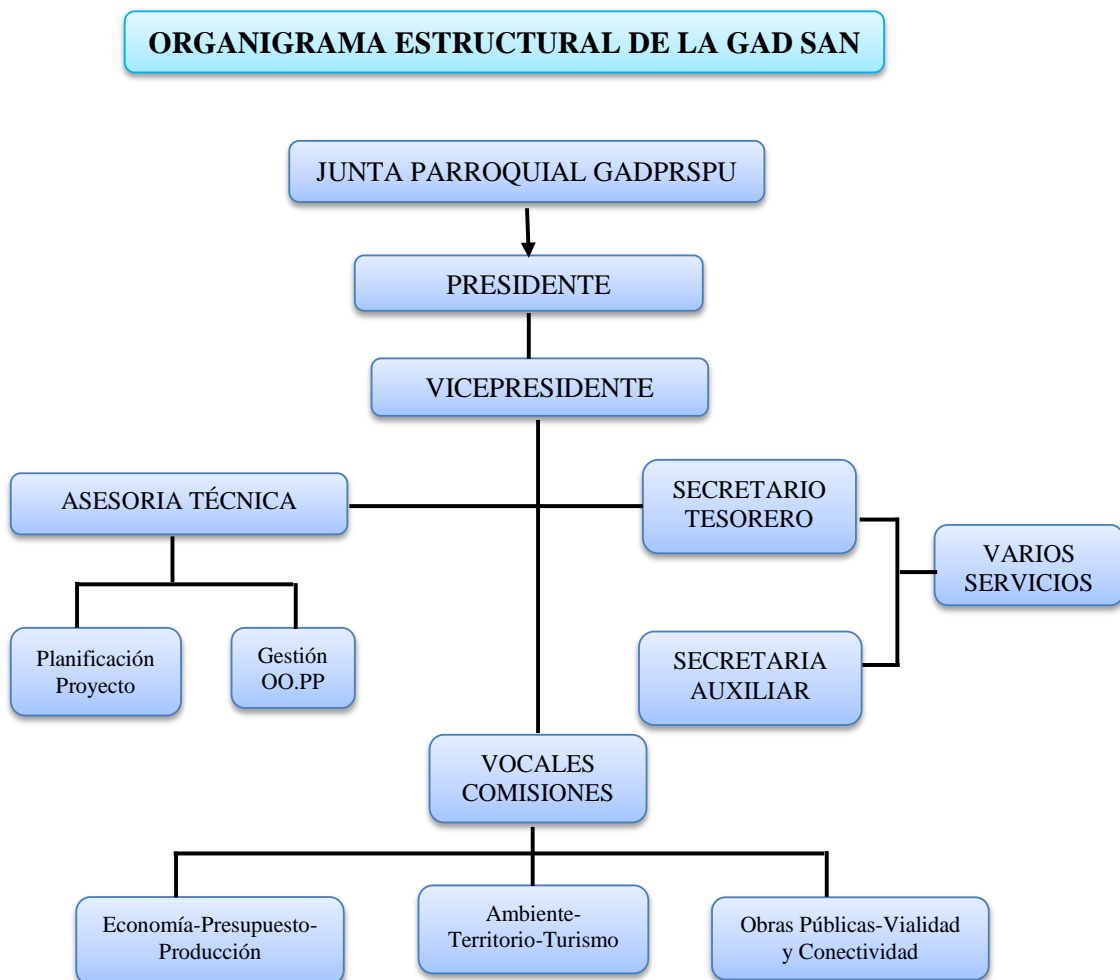 ORGANIGRAMA ESTRUCTURAL DE LA GAD SAN
JUNTA PARROQUIAL GADPRSPU
PRESIDENTE
VICEPRESIDENTE
ASESORIA TÉCNICA
SECRETARIO
TESORERO
VARIOS
SERVICIOS
Planificación
Proyecto
Gestión
OO.PP
SECRETARIA
AUXILIAR
VOCALES
COMISIONES
Economía-Presupuesto-
Producción
Ambiente-
Territorio-Turismo
Obras Públicas-Vialidad
y Conectividad